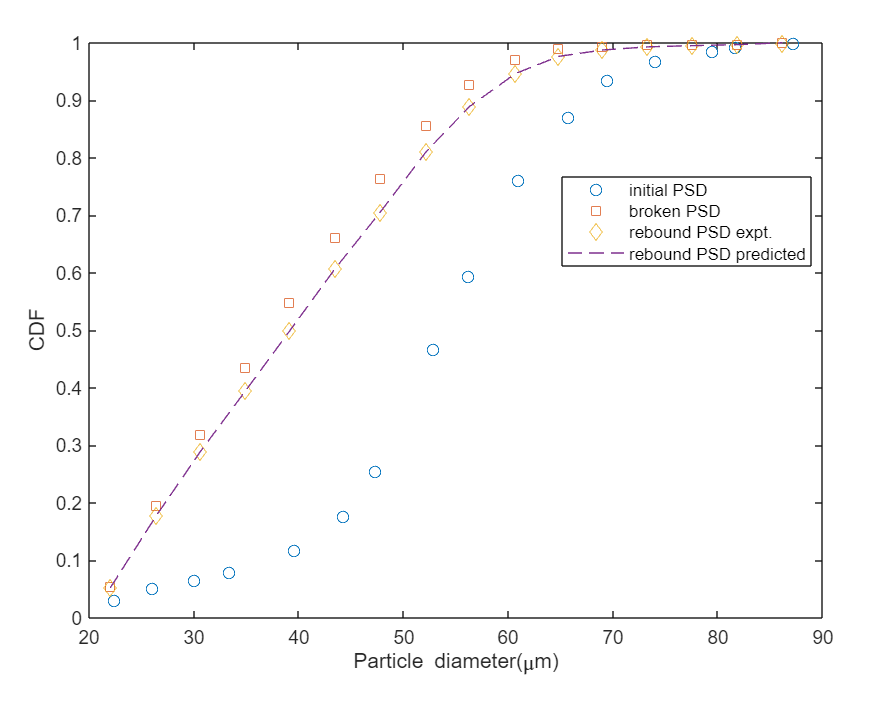 1
0.9
0.8
0.7
0.6
0.5
0.4
0.3
0.2
0.1
0
CDF
initial PSD
broken PSD
rebound PSD expt.
rebound PSD predicted
20 30 40 50 60 70 80 90
Particle diameter(μm)